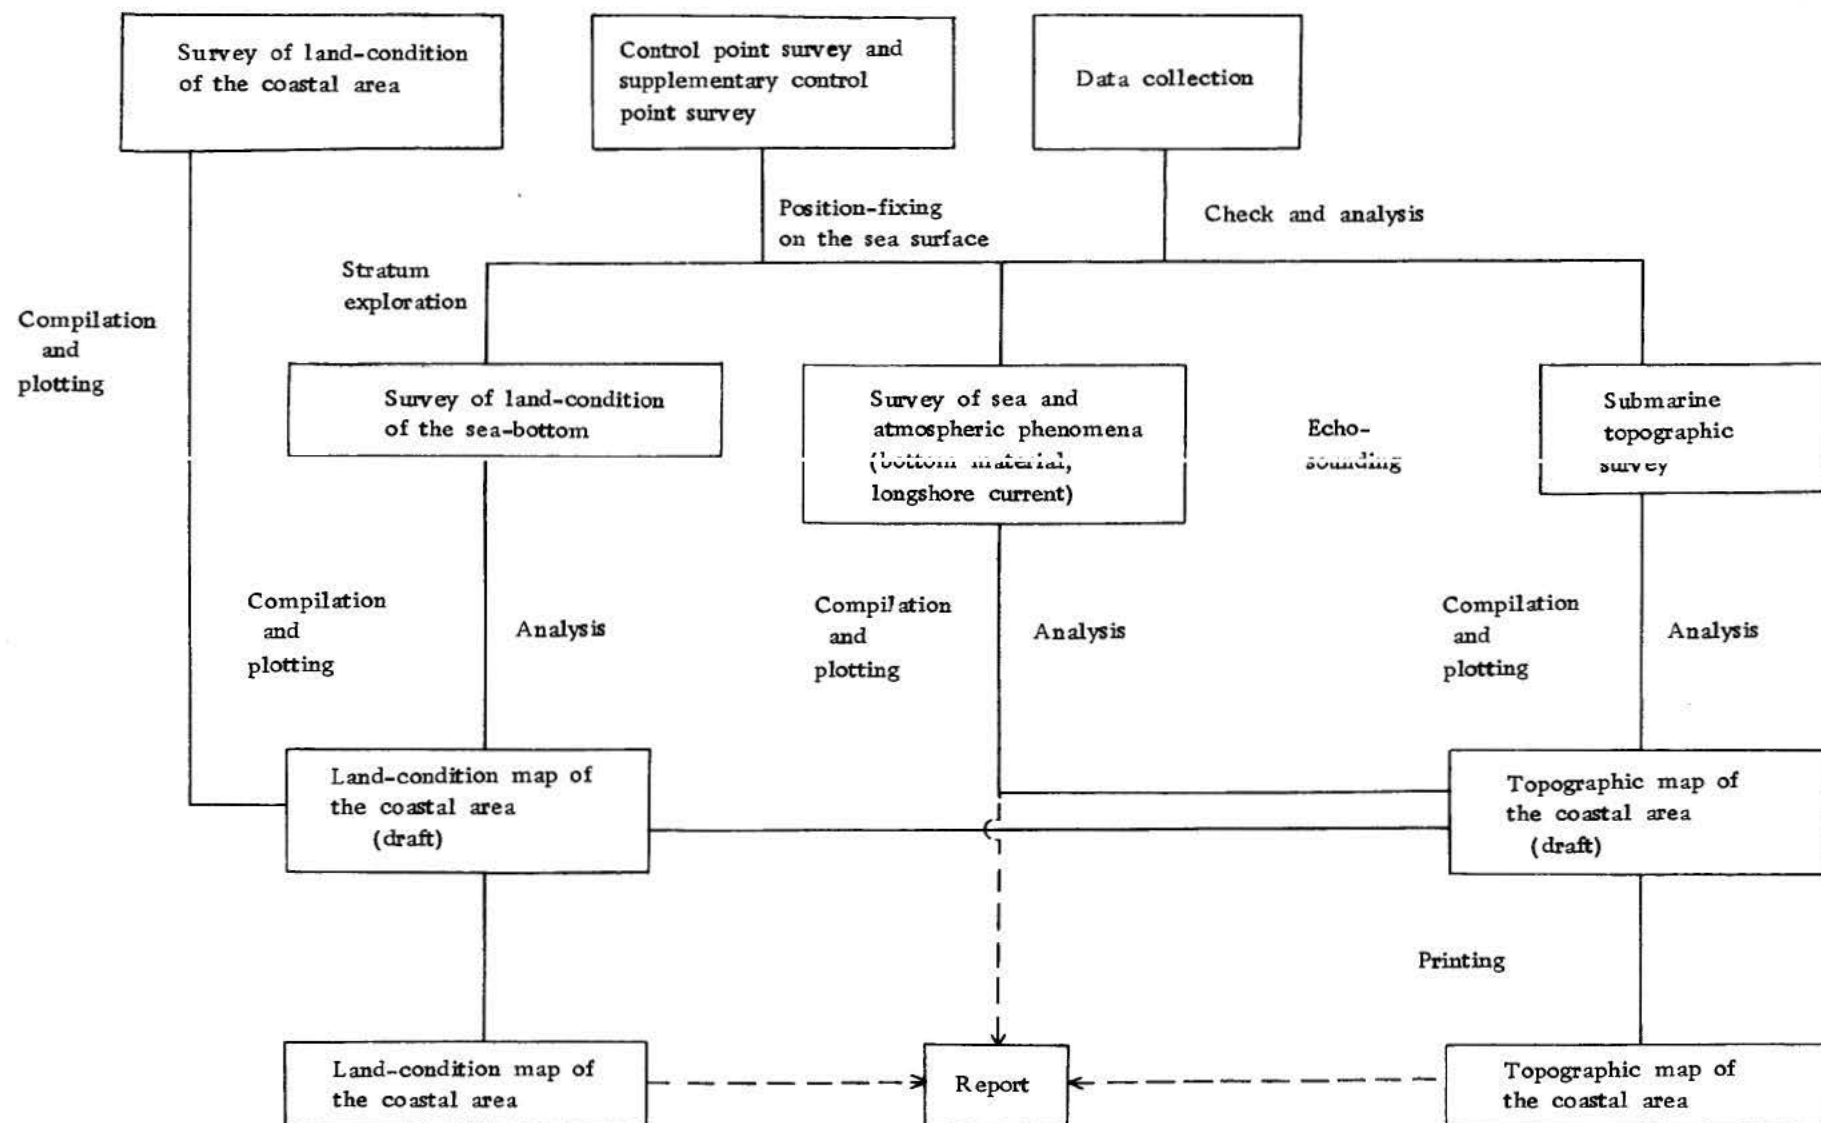 Survey of land-condition
of the coastal area
Control point survey and
supplementary control
point survey
Data collection
Position-fixing
on the sea surface
Check and analysis
Stratum
exploration
Compilation
and
plotting
Survey of land-condition
of the sea-bottom
Survey of sea and
atmospheric phenomena
(bottom material,
longshore current)
Echo-
sounding
Submarine
topographic
survey
Compilation
and
plotting
Analysis
Compilation
and
plotting
Analysis
Compilation
and
plotting
Analysis
Land-condition map of
the coastal area
(draft)
Topographic map of
the coastal area
(draft)
Printing
Land-condition map of
the coastal area
Report
Topographic map of
the coastal area